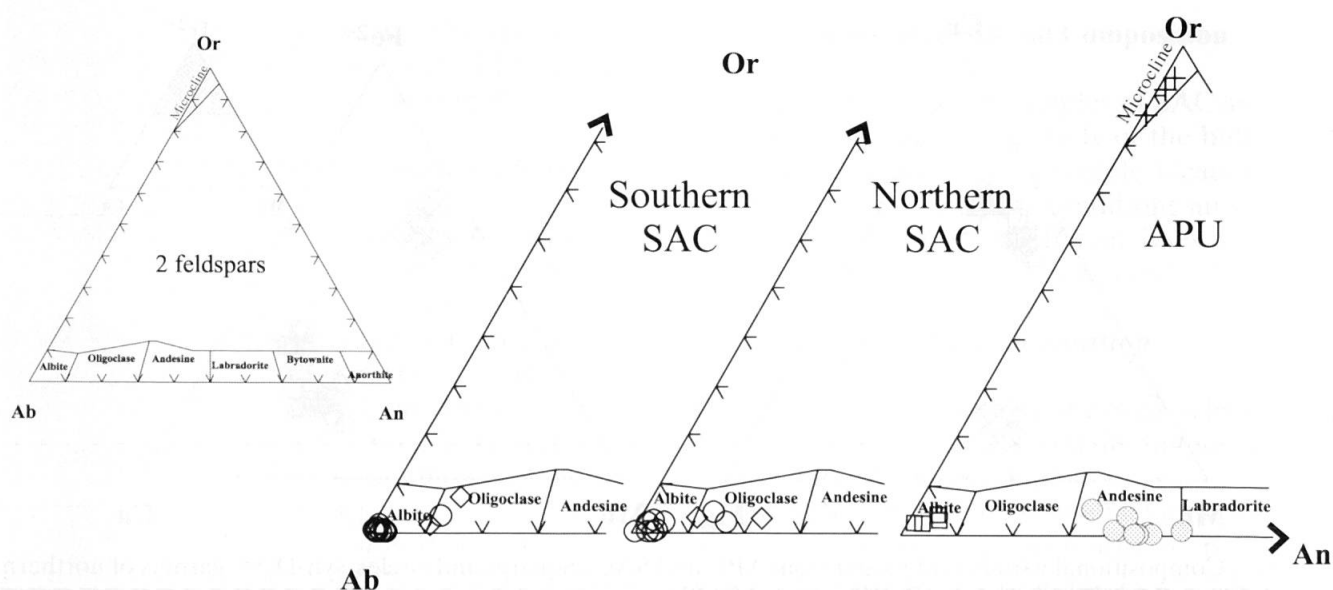 Or
Microcline
2 feldspars
Albite
Oligoclase
Andesine
Labradorite
Bytownite
Anorthite
Ab
An
Or
Southern
SAC
Albite
Oligoclase
Andesine
Ab
Northern
SAC
Albite
Oligoclase
Andesine
Or
Microcline
APU
Albite
Oligoclase
Andesine
Labradorite
An